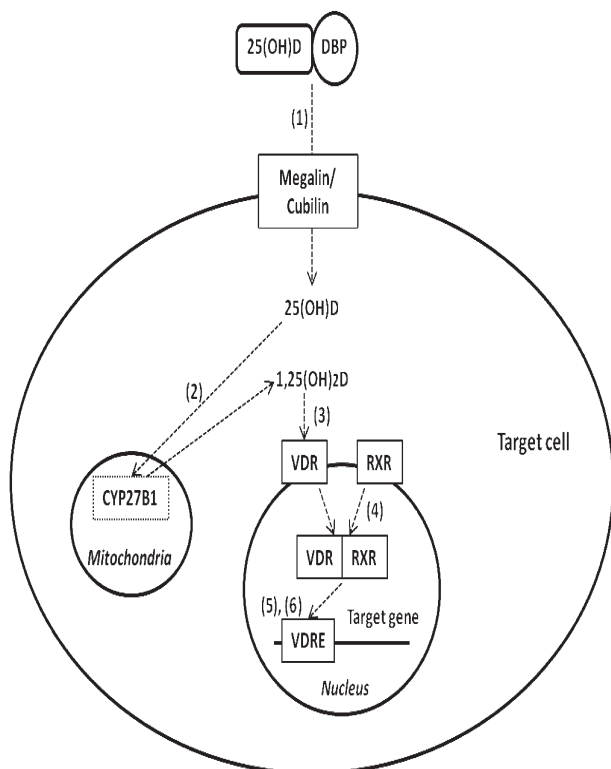 25(OH)D
DBP
(1)
Megalin/
Cubilin
25(OH)D
(2)
1,25(OH)2D
(3)
Target cell
VDR
RXR
CYP27B1
(4)
Mitochondria
VDR
RXR
(5), (6)
Target gene
VDRE
Nucleus